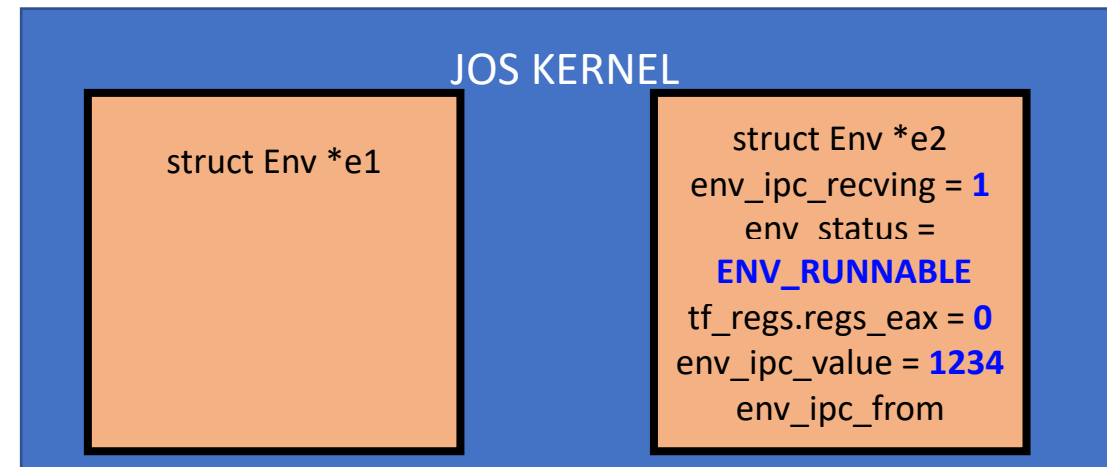 JOS KERNEL
struct Env *e1
struct Env *e2
env_ipc_recving = 1
env_status =
ENV_RUNNABLE
tf_regs.regs_eax = 0
env_ipc_value = 1234
env_ipc_from